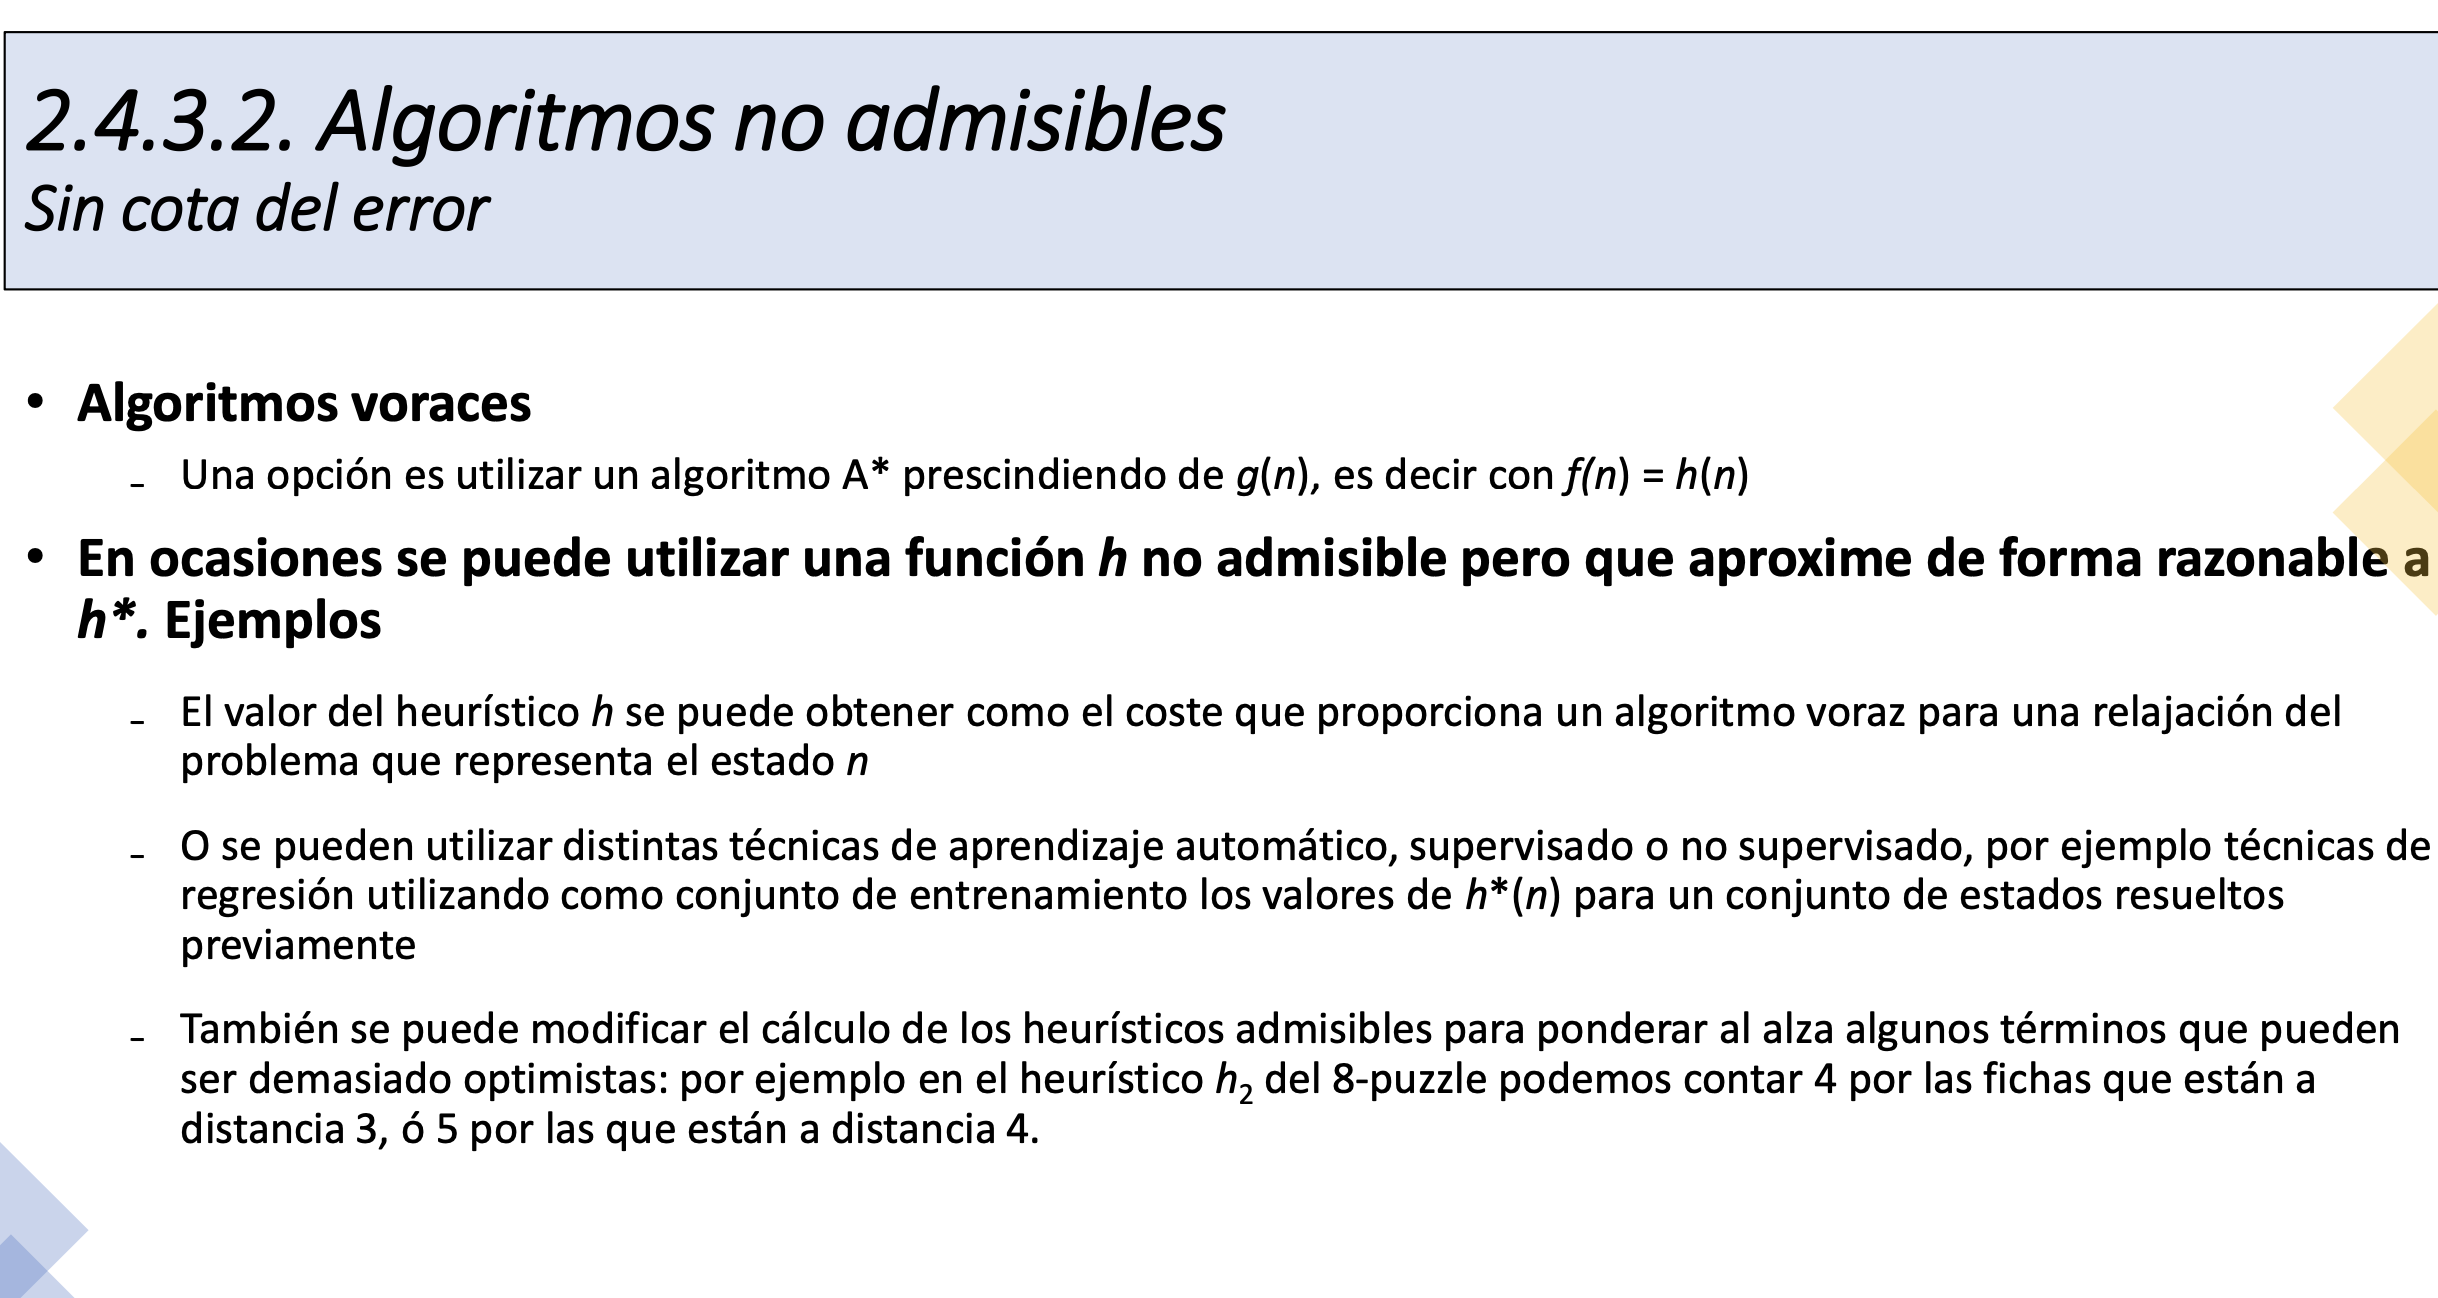 2.4.3.2. Algoritmos no admisibles
Sin cota del error
• Algoritmos voraces
- Una opción es utilizar un algoritmo A* prescindiendo de g(n), es decir con f(n) = h(n)
• En ocasiones se puede utilizar una función h no admisible pero que aproxime de forma razonable a
h*. Ejemplos
- El valor del heurístico h se puede obtener como el coste que proporciona un algoritmo voraz para una relajación del
problema que representa el estado n
- O se pueden utilizar distintas técnicas de aprendizaje automático, supervisado o no supervisado, por ejemplo técnicas de
regresión utilizando como conjunto de entrenamiento los valores de h*(n) para un conjunto de estados resueltos
previamente
- También se puede modificar el cálculo de los heurísticos admisibles para ponderar al alza algunos términos que pueden
ser demasiado optimistas: por ejemplo en el heurístico h₂ del 8-puzzle podemos contar 4 por las fichas que están a
distancia 3, ó 5 por las que están a distancia 4.